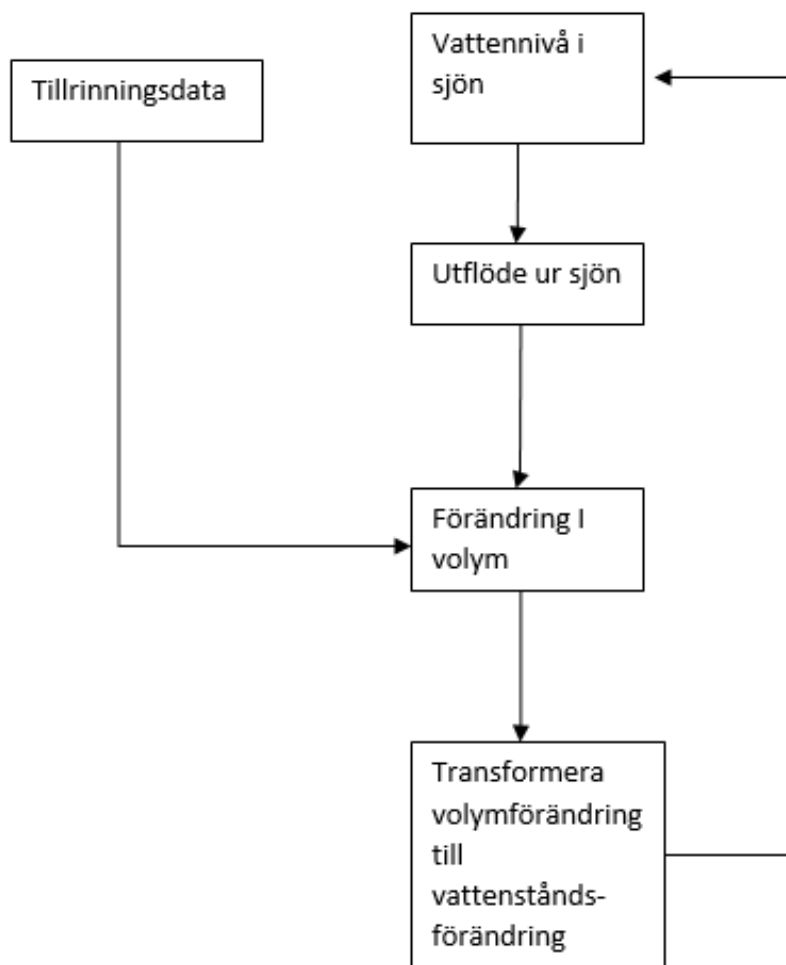 Vattennivå i
sjön
Tillrinningsdata
Utflöde ur sjön
Förändring I
volym
Transformera
volymförändring
till
vattenstånds-
förändring